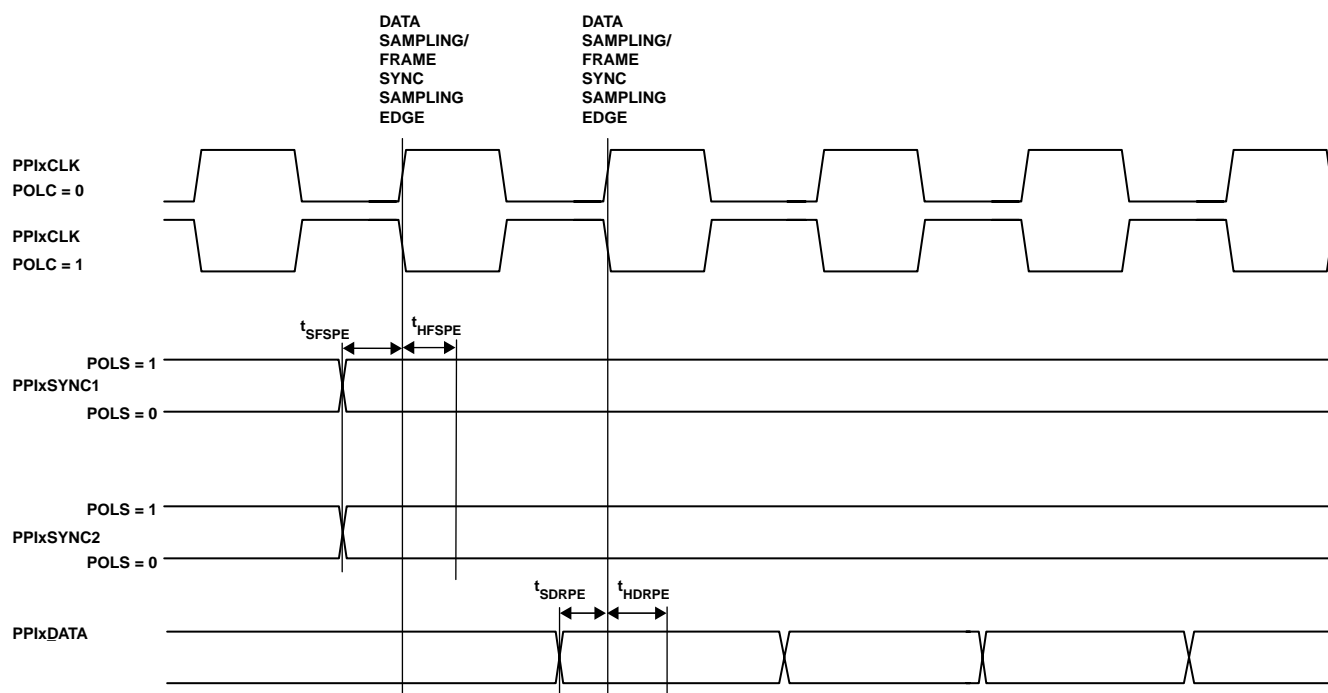 DATA
SAMPLING/
FRAME
SYNC
SAMPLING
EDGE
DATA
SAMPLING/
FRAME
SYNC
SAMPLING
EDGE
PPIxCLK
POLC = 0
PPIxCLK
POLC = 1
tSFSPE
tHFSPE
POLS = 1
PPIxSYNC1
POLS = 0
POLS = 1
PPIxSYNC2
POLS = 0
tSDRPE
tHDRPE
PPIxDATA